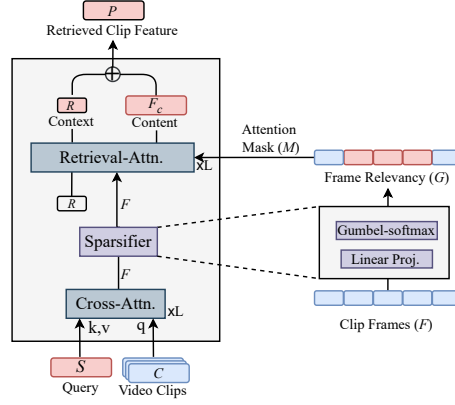 P
Retrieved Clip Feature
R
F_c
Context
Content
Retrieval-Attn.
xL
Attention
Mask (M)
Frame Relevancy (G)
R
F
Sparsifier
Gumbel-softmax
Linear Proj.
F
Cross-Attn.
xL
Clip Frames (F)
k,v
q
S
C
Query
Video Clips